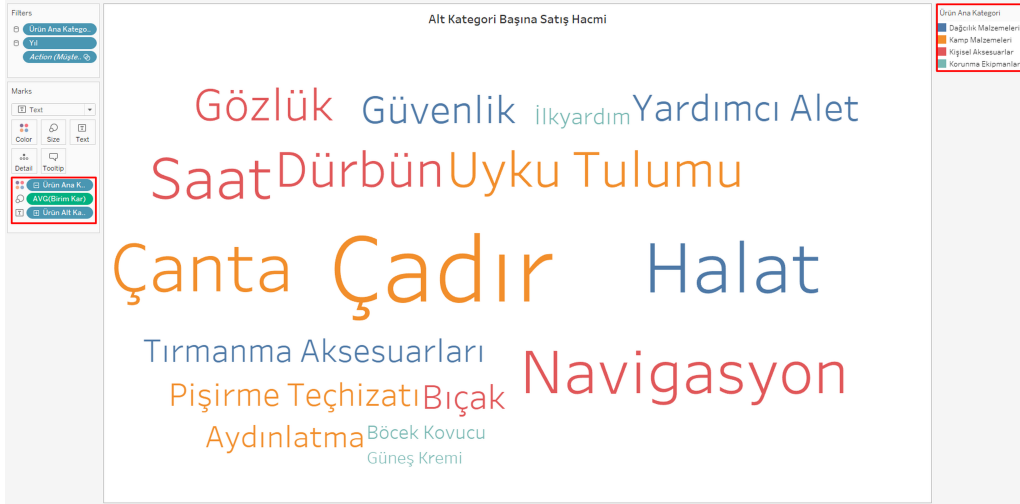 Filters
Ürün Ana Katego..
Yıl
Action (Müşte..
Marks
Text
Color Size Text
Detail Tooltip
Ürün Ana K..
AVG(Birim Kar)
Ürün Alt Ka..
Alt Kategori Başına Satış Hacmi
Gözlük Güvenlik İlkyardım Yardımcı Alet
Saat Dürbün Uyku Tulumu
Çanta Çadır Halat
Tırmanma Aksesuarları
Navigasyon
Pişirme Teçhizatı Bıçak
Aydınlatma Böcek Kovucu
Güneş Kremi
Ürün Ana Kategori
Dağcılık Malzemeleri
Kamp Malzemeleri
Kişisel Aksesuarlar
Korunma Ekipmanlar